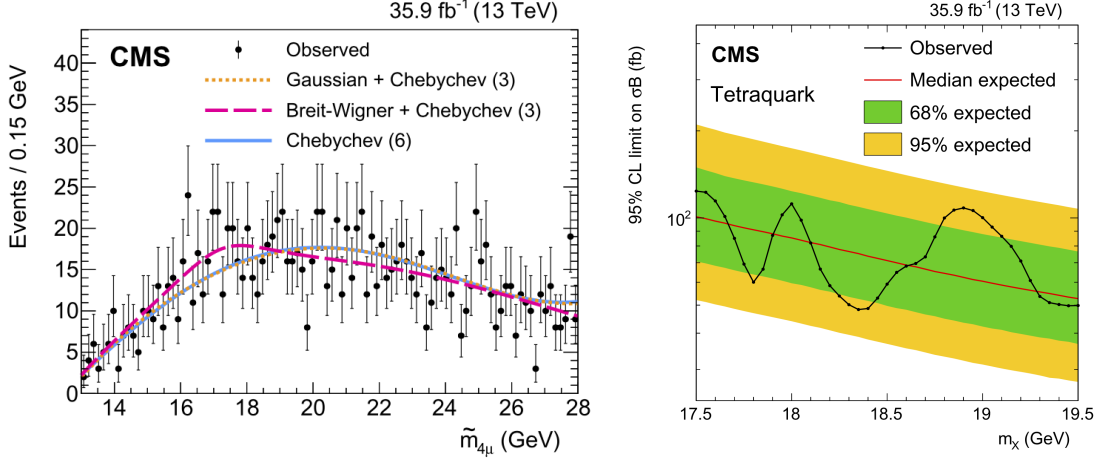 35.9 fb⁻¹ (13 TeV)
CMS
Observed
Gaussian + Chebychev (3)
Breit-Wigner + Chebychev (3)
Chebychev (6)
Events / 0.15 GeV
40
35
30
25
20
15
10
5
0
14 16 18 20 22 24 26 28
m̃4μ (GeV)
35.9 fb⁻¹ (13 TeV)
CMS
Tetraquark
Observed
Median expected
68% expected
95% expected
95% CL limit on σB (fb)
10²
17.5 18 18.5 19 19.5
mX (GeV)